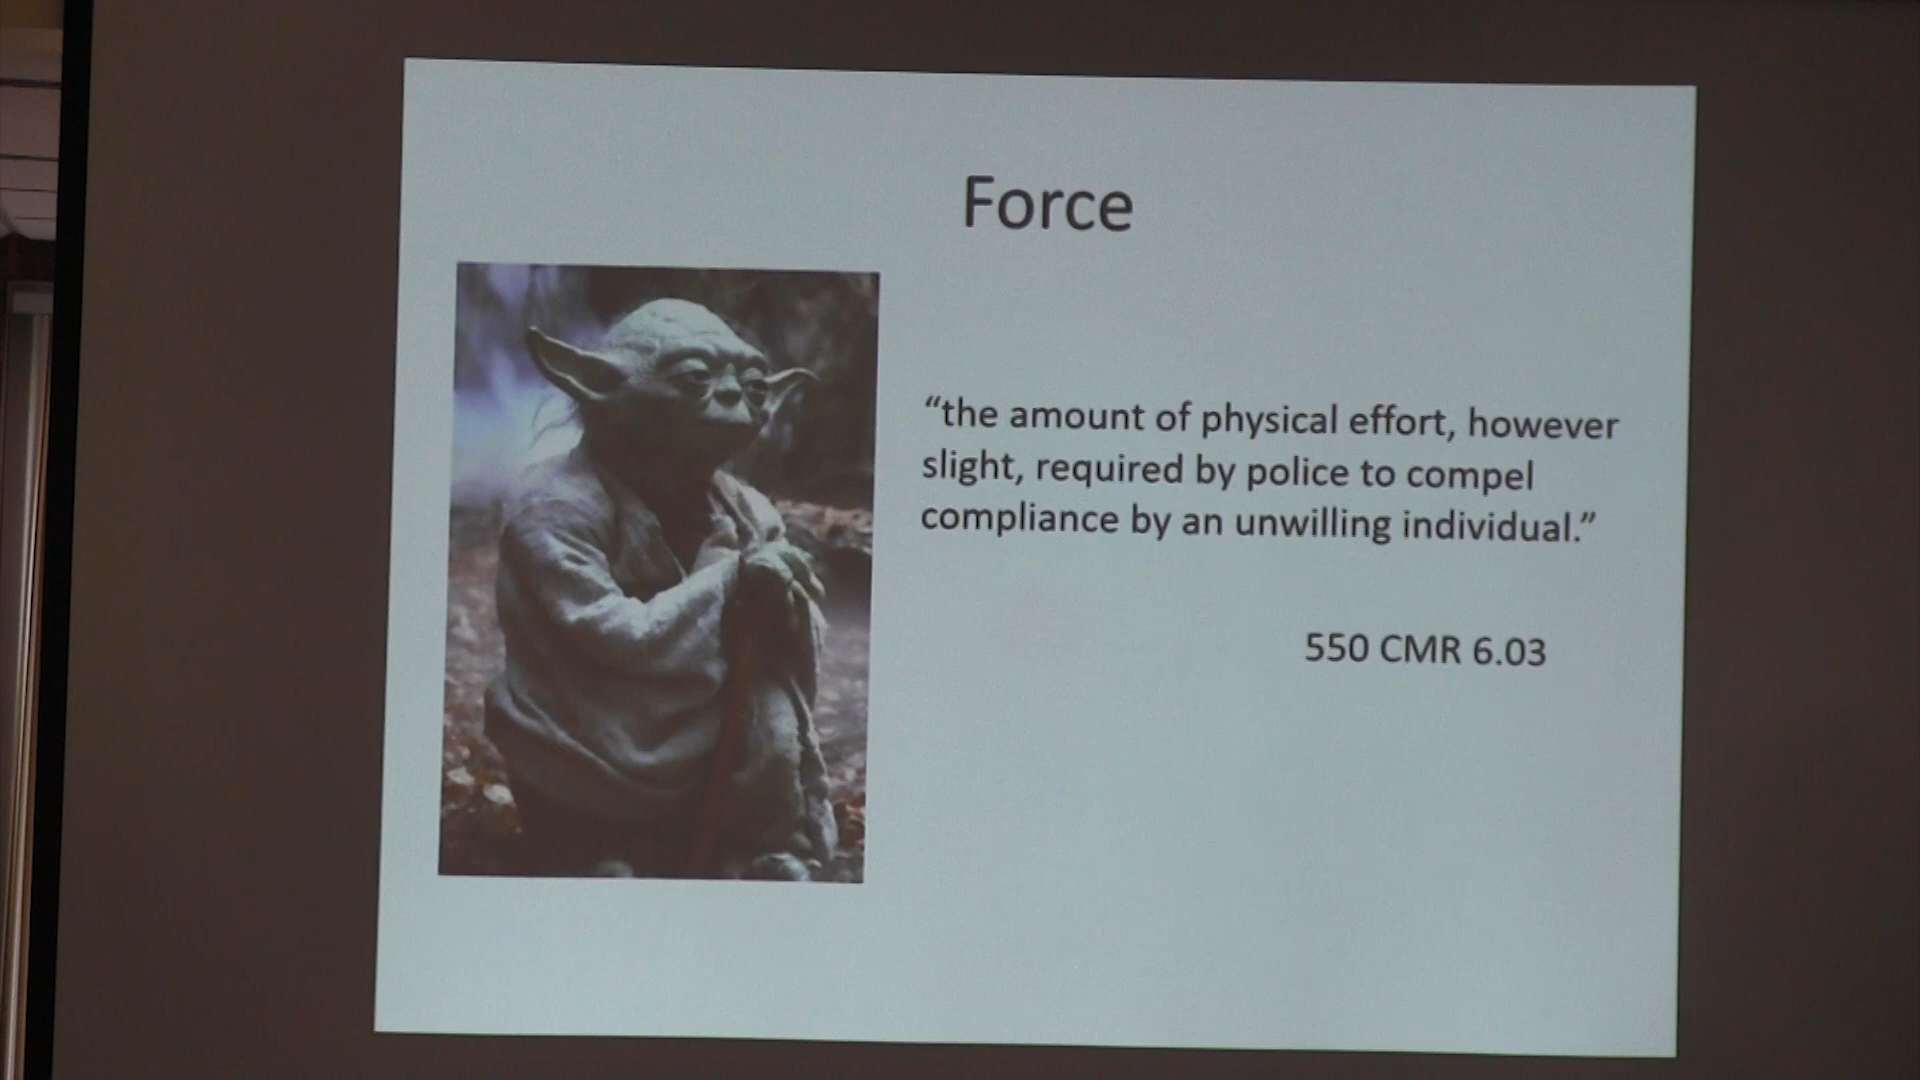 Force
“the amount of physical effort, however
slight, required by police to compel
compliance by an unwilling individual.”
550 CMR 6.03